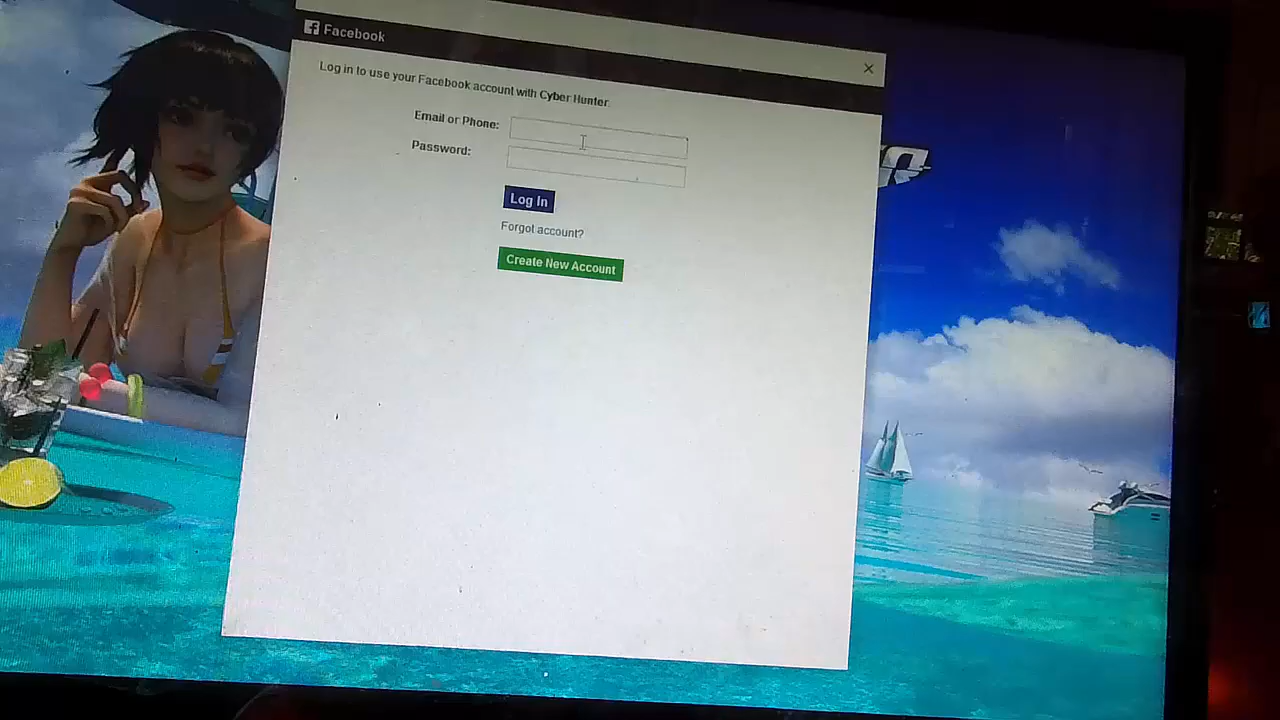 Facebook
Log in to use your Facebook account with Cyber Hunter.
Email or Phone:
Password:
Log In
Forgot account?
Create New Account